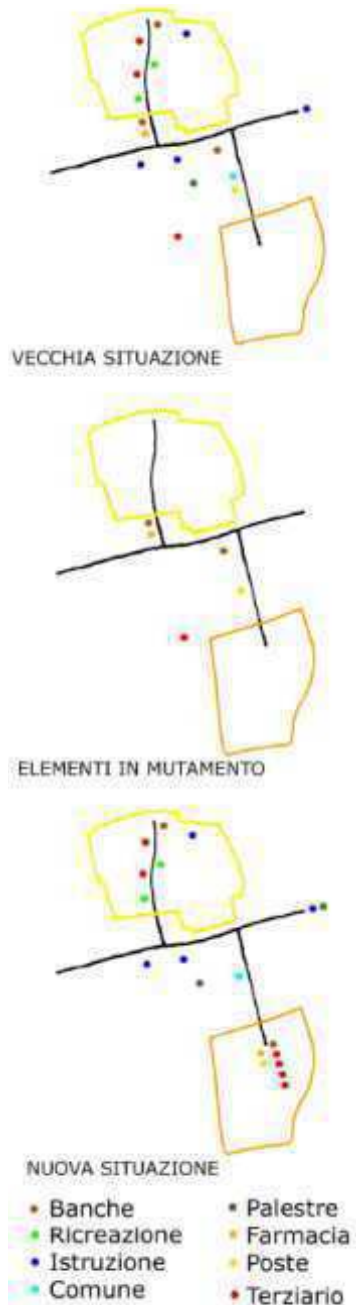 VECCHIA SITUAZIONE
ELEMENTI IN MUTAMENTO
NUOVA SITUAZIONE
Banche
Ricreazione
Istruzione
Comune
Palestre
Farmacia
Poste
Terziario